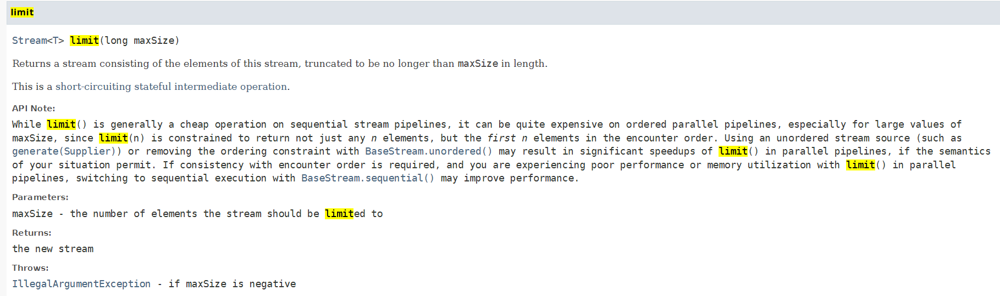 limit
Stream<T> limit(long maxSize)
Returns a stream consisting of the elements of this stream, truncated to be no longer than maxSize in length.
This is a short-circuiting stateful intermediate operation.
API Note:
While limit() is generally a cheap operation on sequential stream pipelines, it can be quite expensive on ordered parallel pipelines, especially for large values of
maxSize, since limit(n) is constrained to return not just any n elements, but the first n elements in the encounter order. Using an unordered stream source (such as
generate(Supplier)) or removing the ordering constraint with BaseStream.unordered() may result in significant speedups of limit() in parallel pipelines, if the semantics
of your situation permit. If consistency with encounter order is required, and you are experiencing poor performance or memory utilization with limit() in parallel
pipelines, switching to sequential execution with BaseStream.sequential() may improve performance.
Parameters:
maxSize - the number of elements the stream should be limited to
Returns:
the new stream
Throws:
IllegalArgumentException - if maxSize is negative